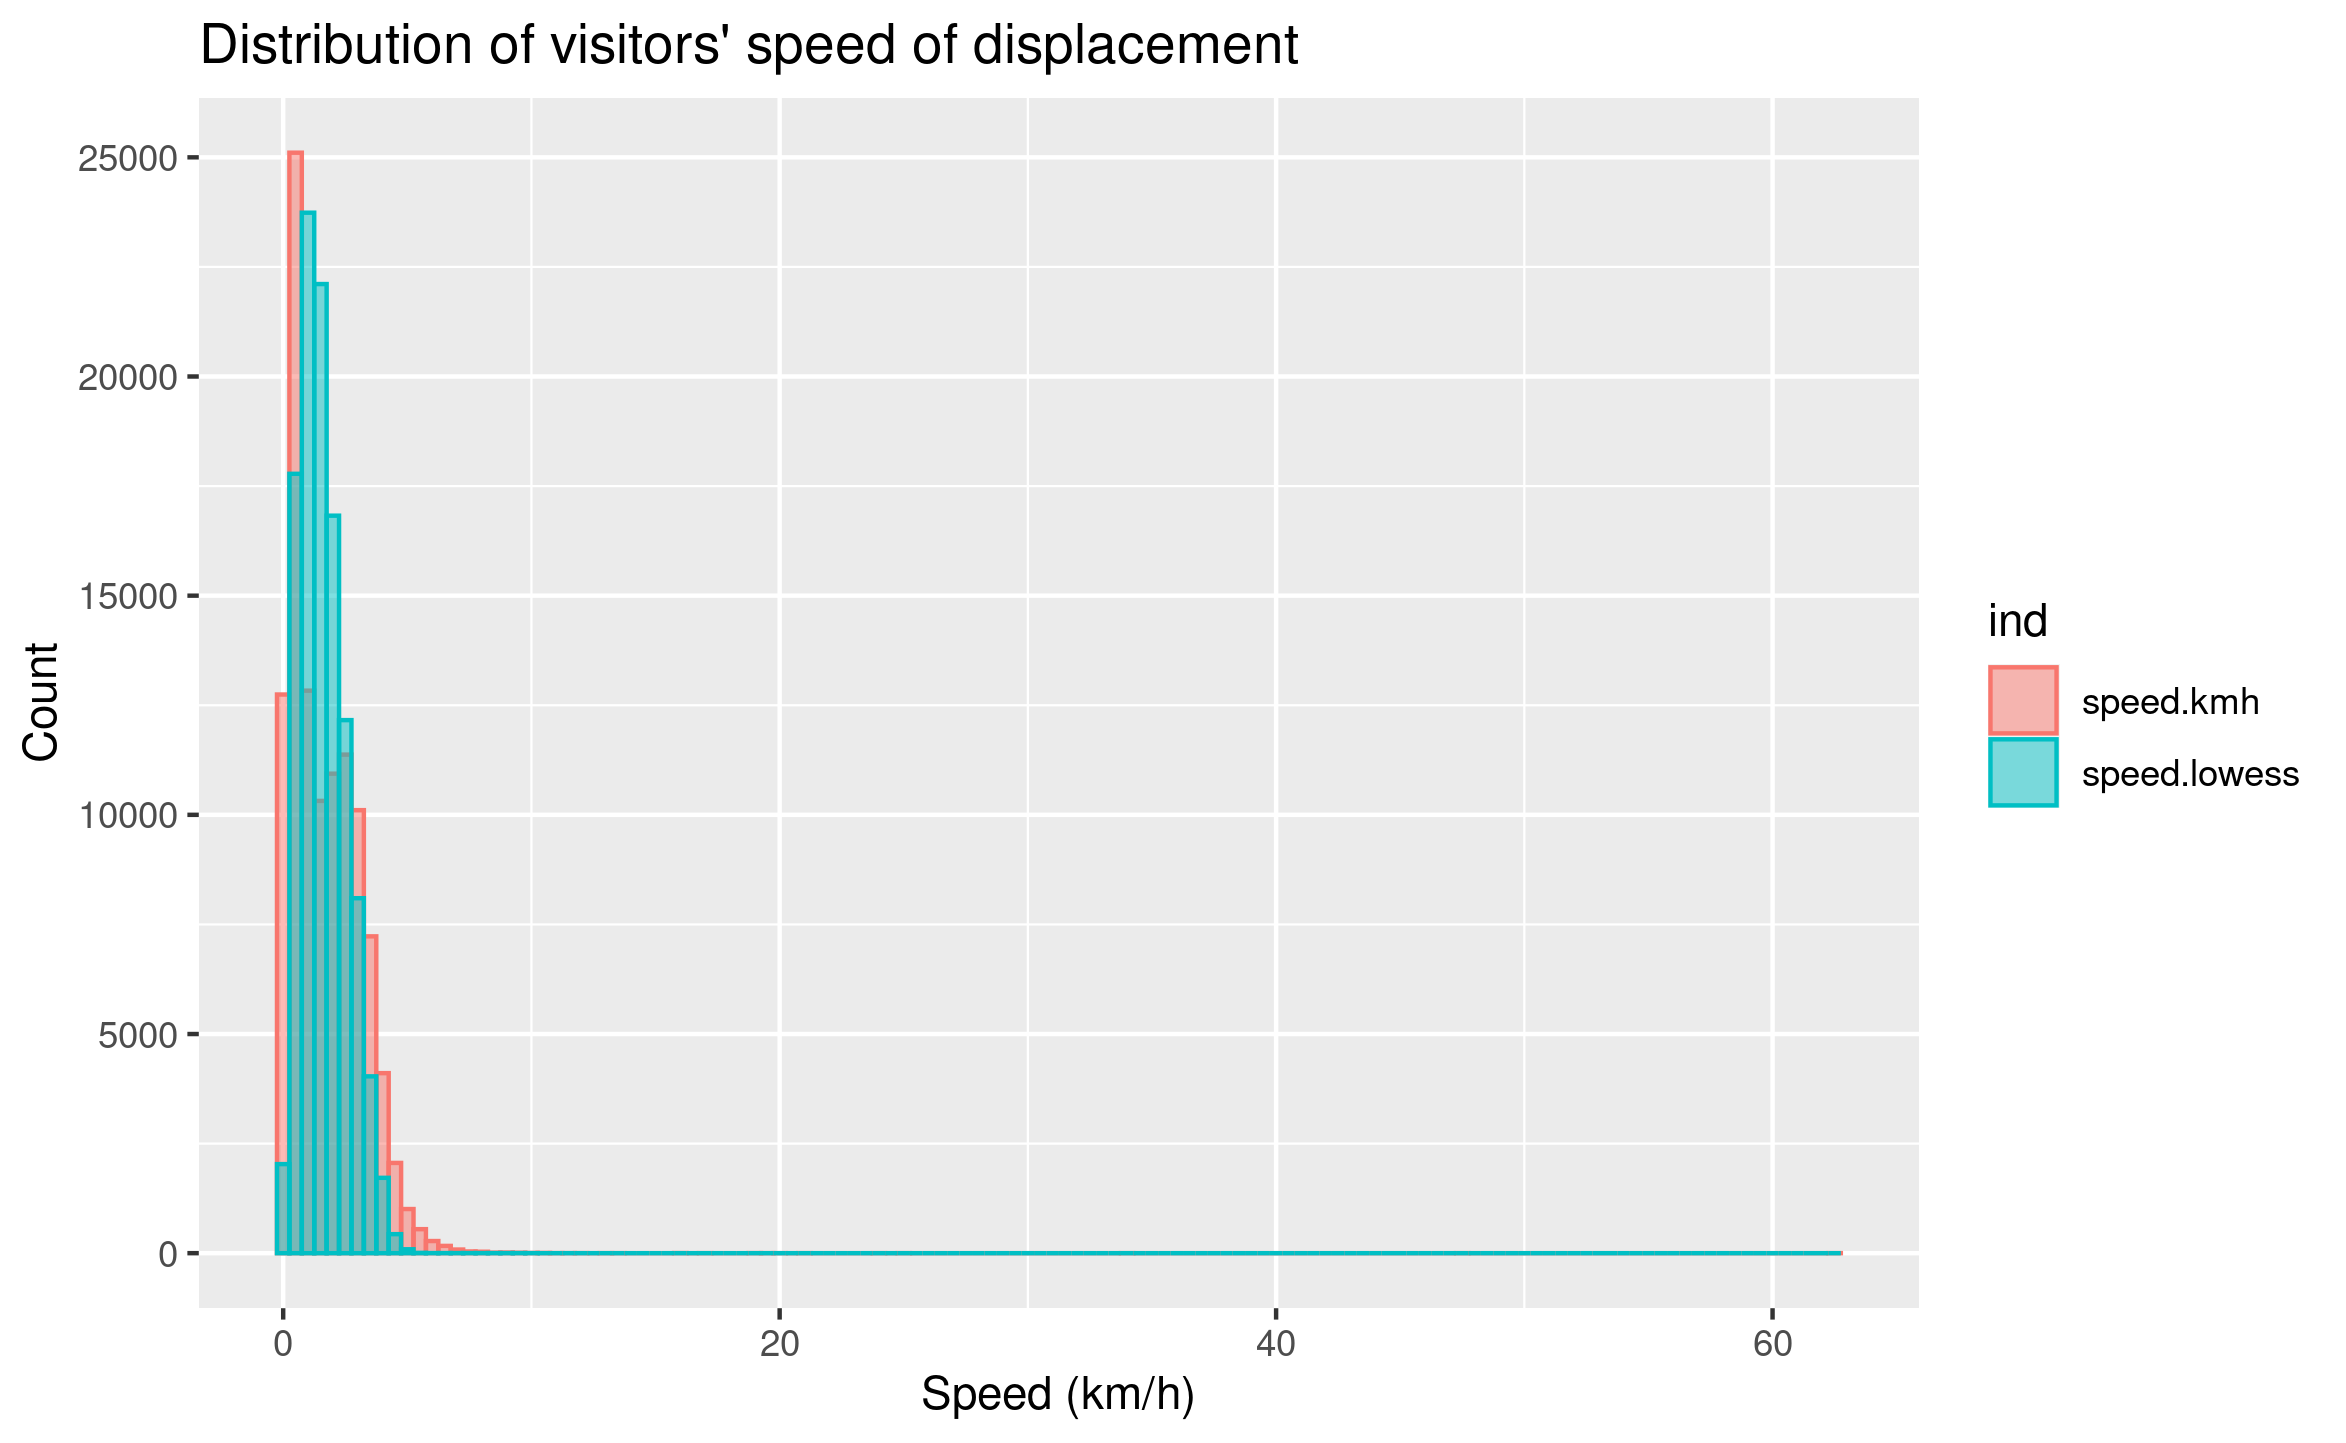 Distribution of visitors' speed of displacement
25000
20000
15000
10000
5000
0
Count
0 20 40 60
Speed (km/h)
ind
speed.kmh
speed.lowess